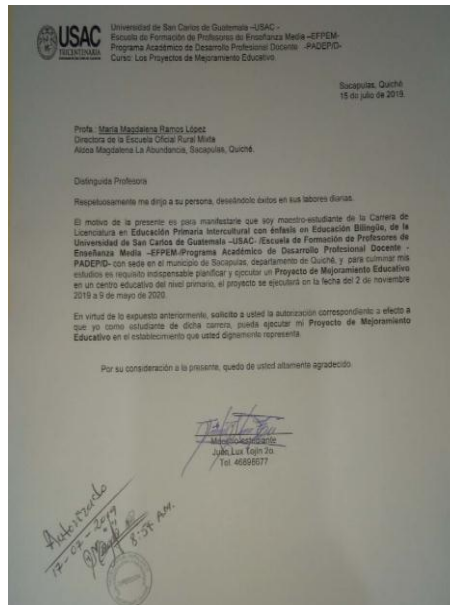 USAC
TRICENTENARIA
Universidad de San Carlos de Guatemala –USAC -
Escuela de Formación de Profesores de Enseñanza Media –EFPEM-
Programa Académico de Desarrollo Profesional Docente -PADEP/D-
Curso: Los Proyectos de Mejoramiento Educativo.
Sacapulas, Quiché
15 de julio de 2019.
Profa.: María Magdalena Ramos López
Directora de la Escuela Oficial Rural Mixta
Aldea Magdalena La Abundancia, Sacapulas, Quiché.
Distinguida Profesora
Respetuosamente me dirijo a su persona, deseándole éxitos en sus labores diarias.
El motivo de la presente es para manifestarle que soy maestro-estudiante de la Carrera de
Licenciatura en Educación Primaria Intercultural con énfasis en Educación Bilingüe, de la
Universidad de San Carlos de Guatemala –USAC- /Escuela de Formación de Profesores de
Enseñanza Media –EFPEM-/Programa Académico de Desarrollo Profesional Docente -
PADEP/D- con sede en el municipio de Sacapulas, departamento de Quiché, y para culminar mis
estudios es requisito indispensable planificar y ejecutar un Proyecto de Mejoramiento Educativo
en un centro educativo del nivel primario, el proyecto se ejecutará en la fecha del 2 de noviembre
2019 a 9 de mayo de 2020.
En virtud de lo expuesto anteriormente, solicito a usted la autorización correspondiente a efecto a
que yo como estudiante de dicha carrera, pueda ejecutar mi Proyecto de Mejoramiento
Educativo en el establecimiento que usted dignamente representa.
Por su consideración a la presente, quedo de usted altamente agradecido.
Maestro-estudiante
Juan Lux Tojín 2o.
Tel. 46898677
Autorizado
17-07-2019
8:57 A.M.